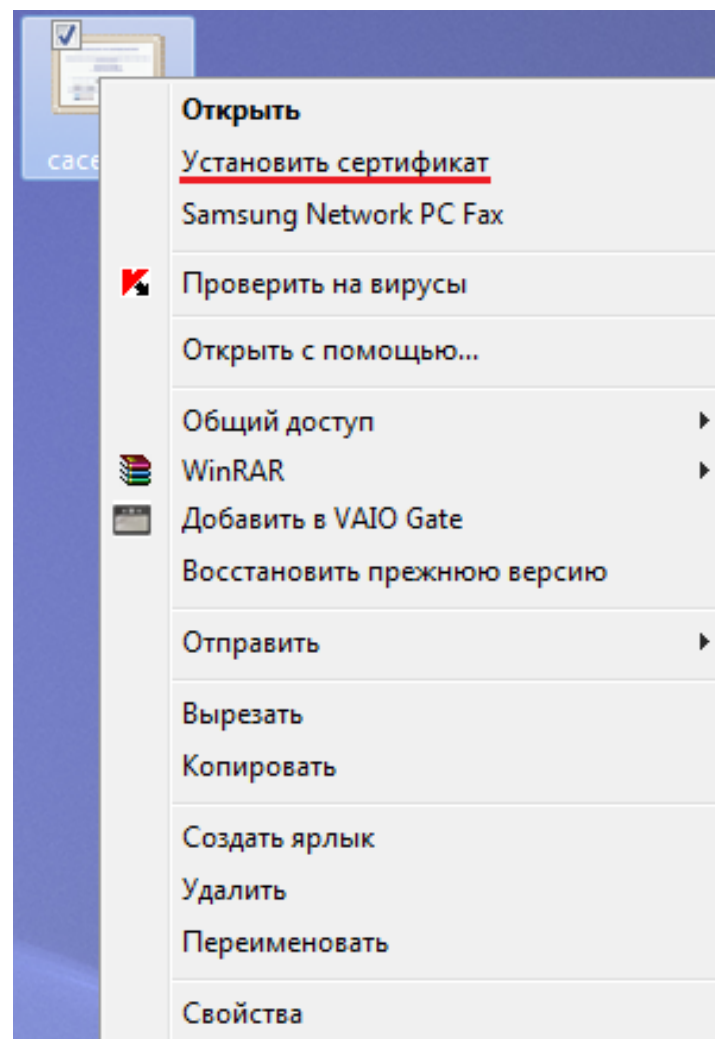 Открыть
Установить сертификат
Samsung Network PC Fax
Проверить на вирусы
Открыть с помощью...
Общий доступ
WinRAR
Добавить в VAIO Gate
Восстановить прежнюю версию
Отправить
Вырезать
Копировать
Создать ярлык
Удалить
Переименовать
Свойства